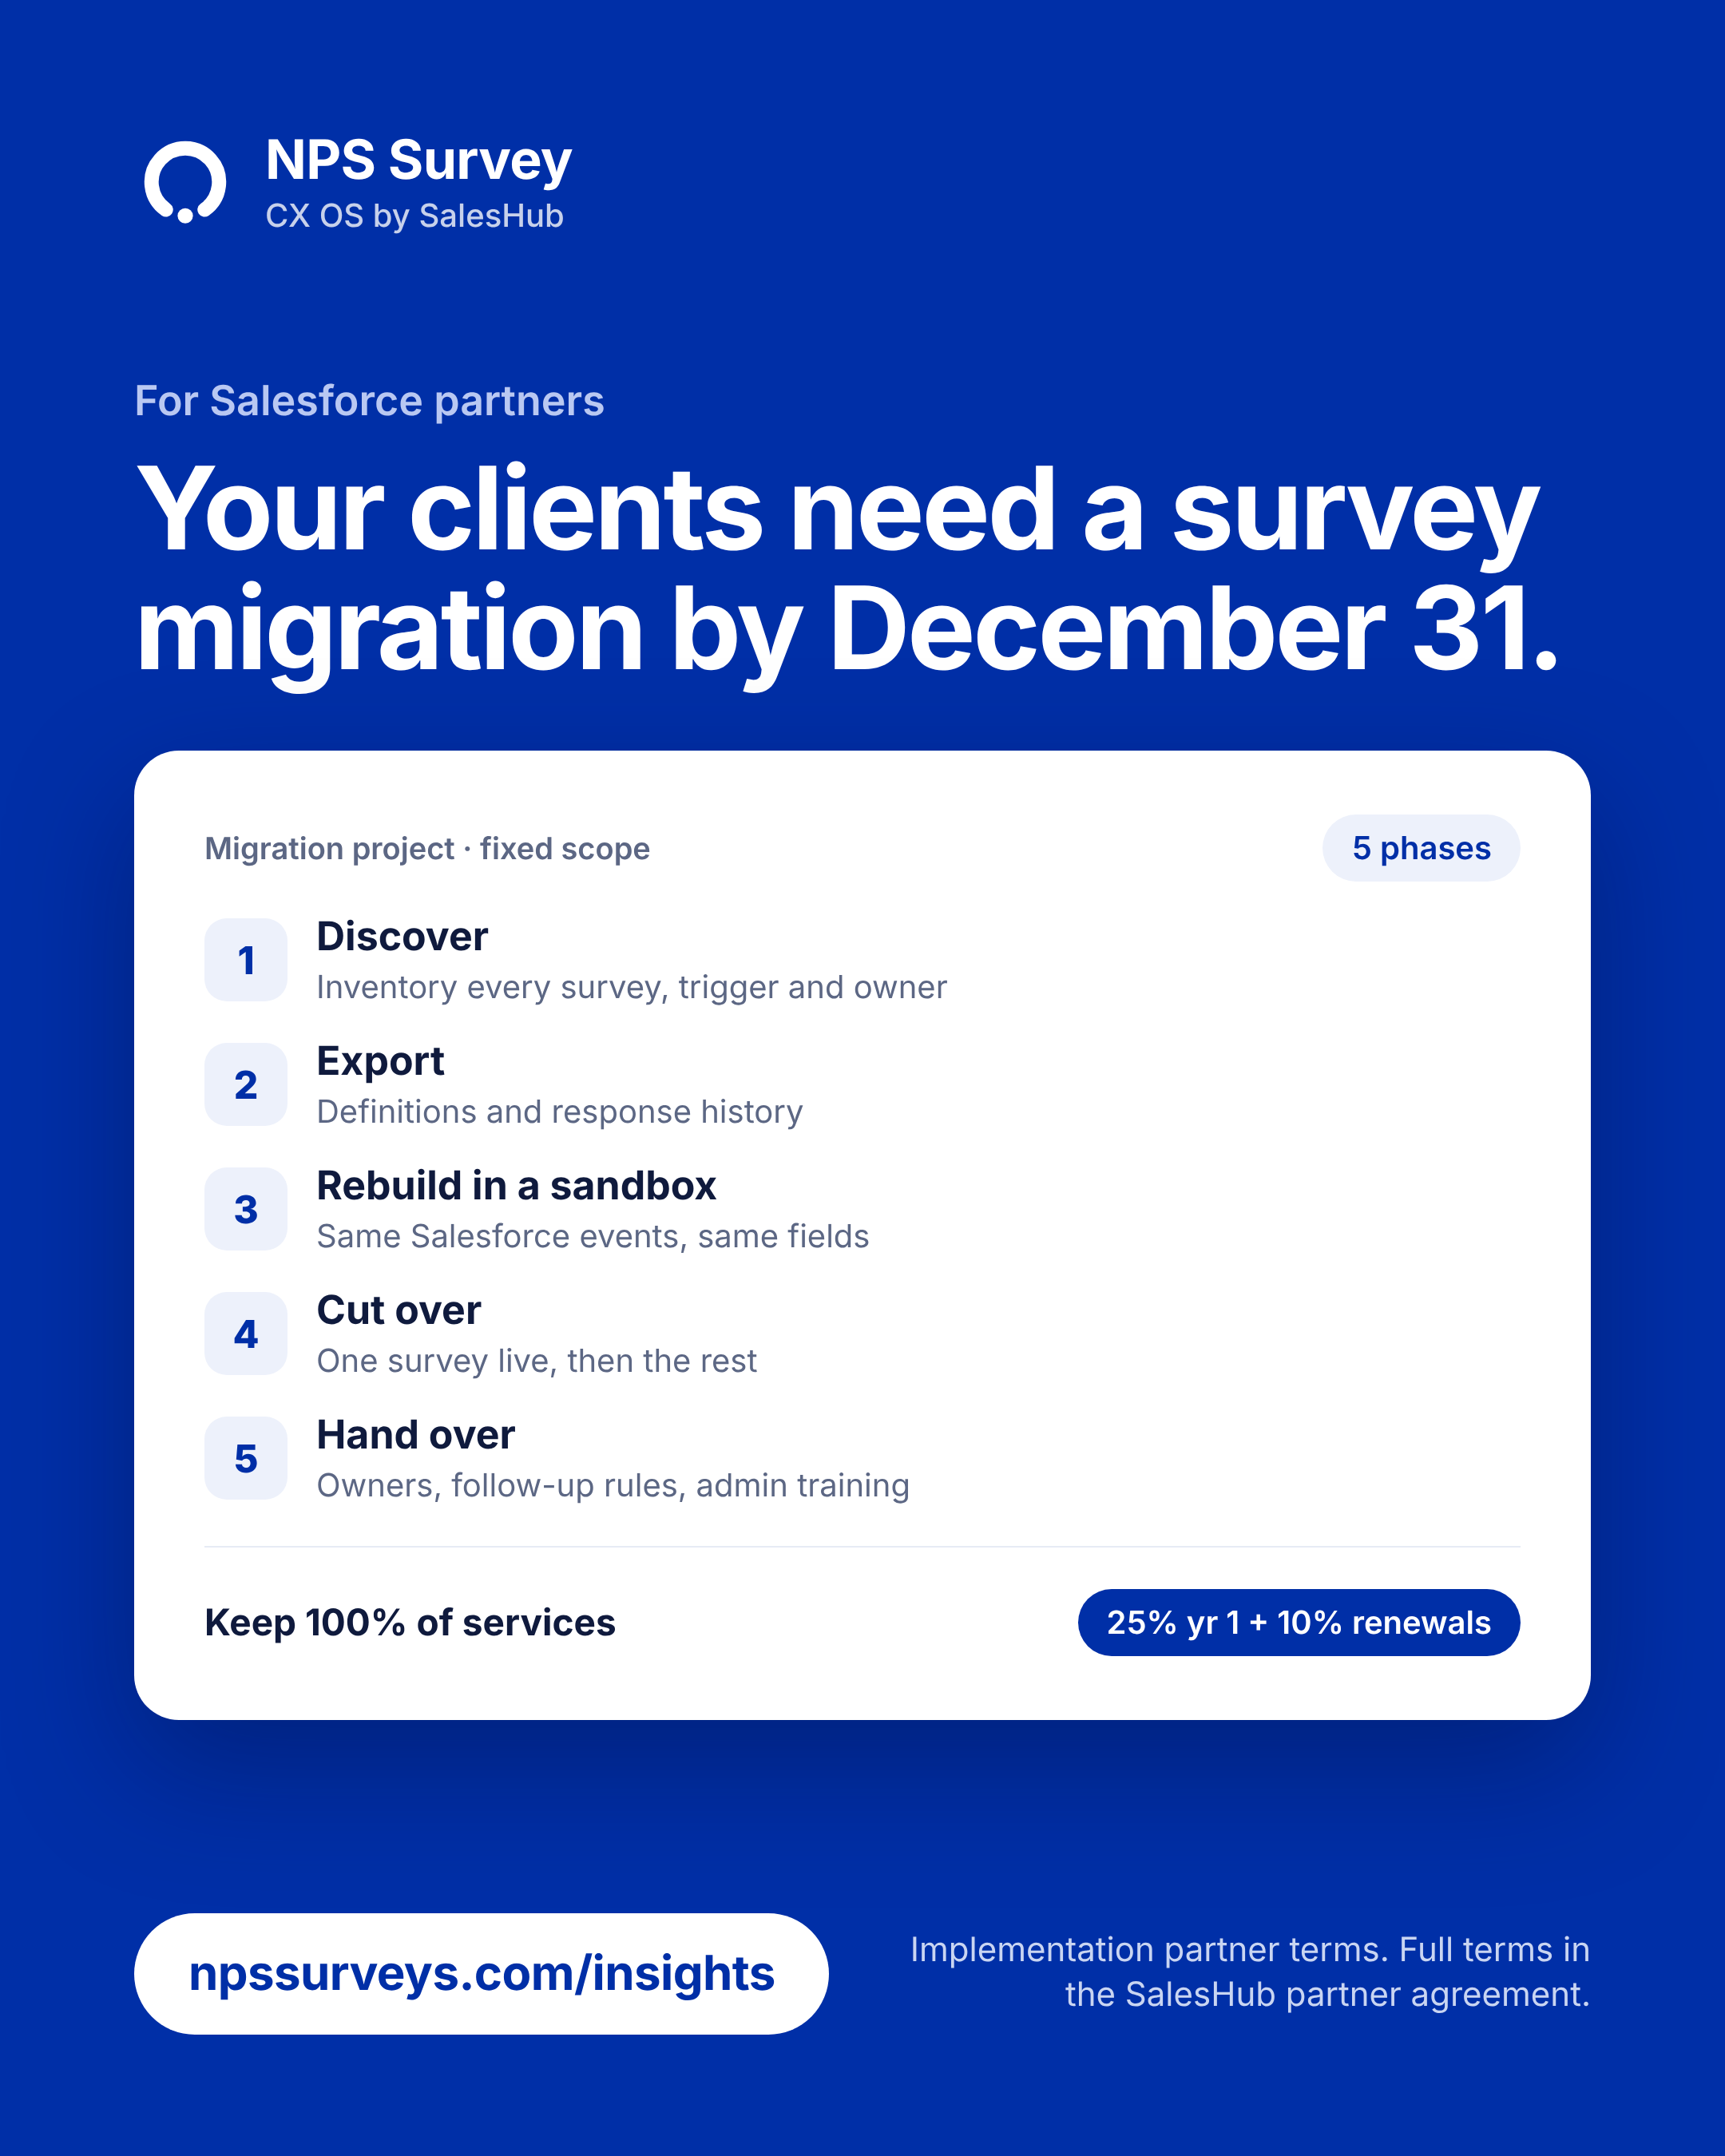 NPS Survey
CX OS by SalesHub
For Salesforce partners
Your clients need a survey
migration by December 31.
Migration project · fixed scope
5 phases
1
Discover
Inventory every survey, trigger and owner
2
Export
Definitions and response history
3
Rebuild in a sandbox
Same Salesforce events, same fields
4
Cut over
One survey live, then the rest
5
Hand over
Owners, follow-up rules, admin training
Keep 100% of services
25% yr 1 + 10% renewals
npssurveys.com/insights
Implementation partner terms. Full terms in
the SalesHub partner agreement.